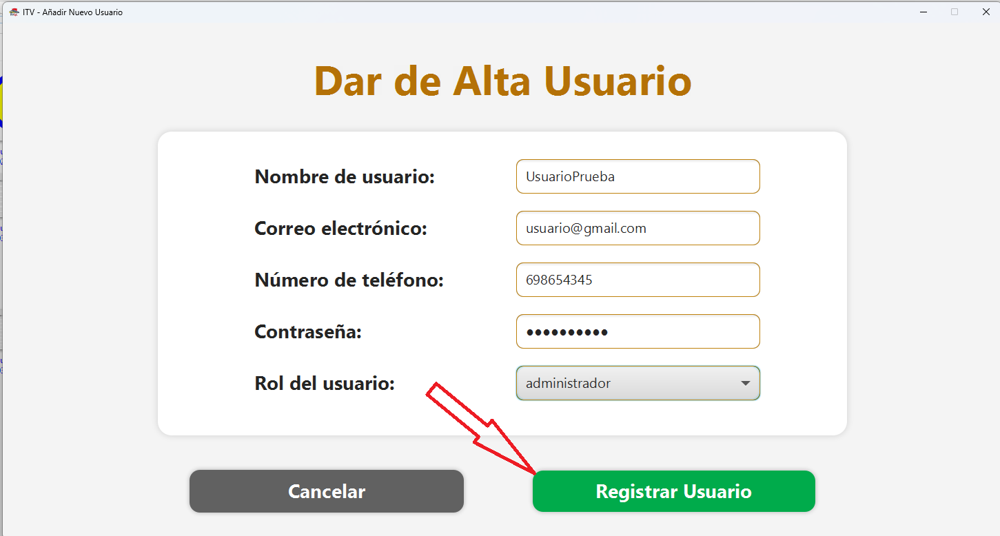 ITV - Añadir Nuevo Usuario
Dar de Alta Usuario
Nombre de usuario: UsuarioPrueba
Correo electrónico: usuario@gmail.com
Número de teléfono: 698654345
Contraseña: ●●●●●●●●●●
Rol del usuario: administrador
Cancelar Registrar Usuario